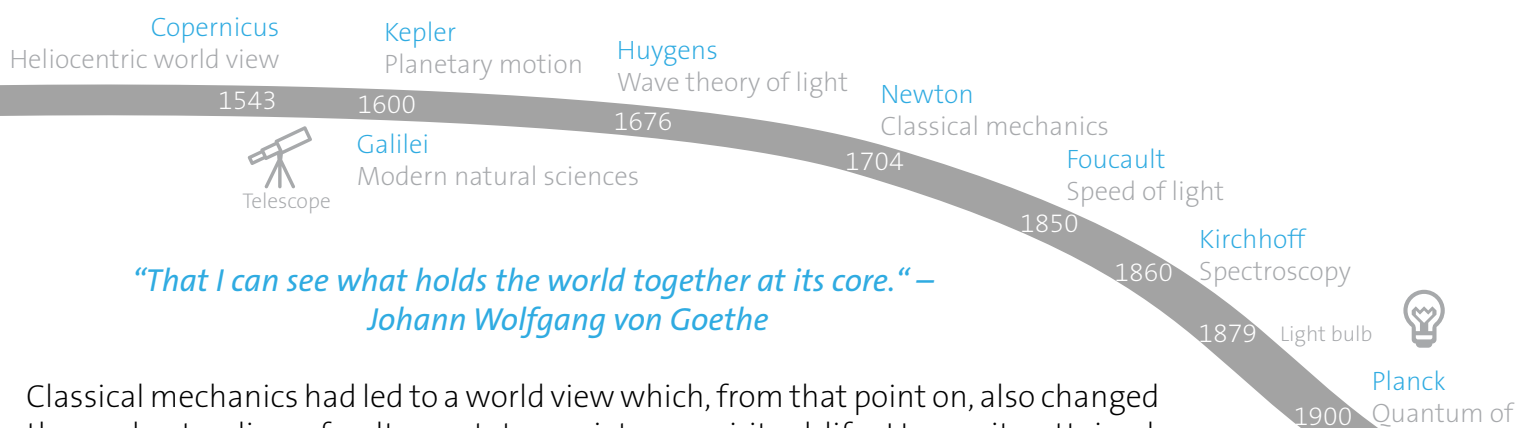 Copernicus
Heliocentric world view
1543
Telescope
Kepler
Planetary motion
1600
Galilei
Modern natural sciences
Huygens
Wave theory of light
1676
Newton
Classical mechanics
1704
Foucault
Speed of light
1850
Kirchhoff
Spectroscopy
1860
1879
Light bulb
Planck
Quantum of
1900
“That I can see what holds the world together at its core.“ –
Johann Wolfgang von Goethe
Classical mechanics had led to a world view which, from that point on, also changed